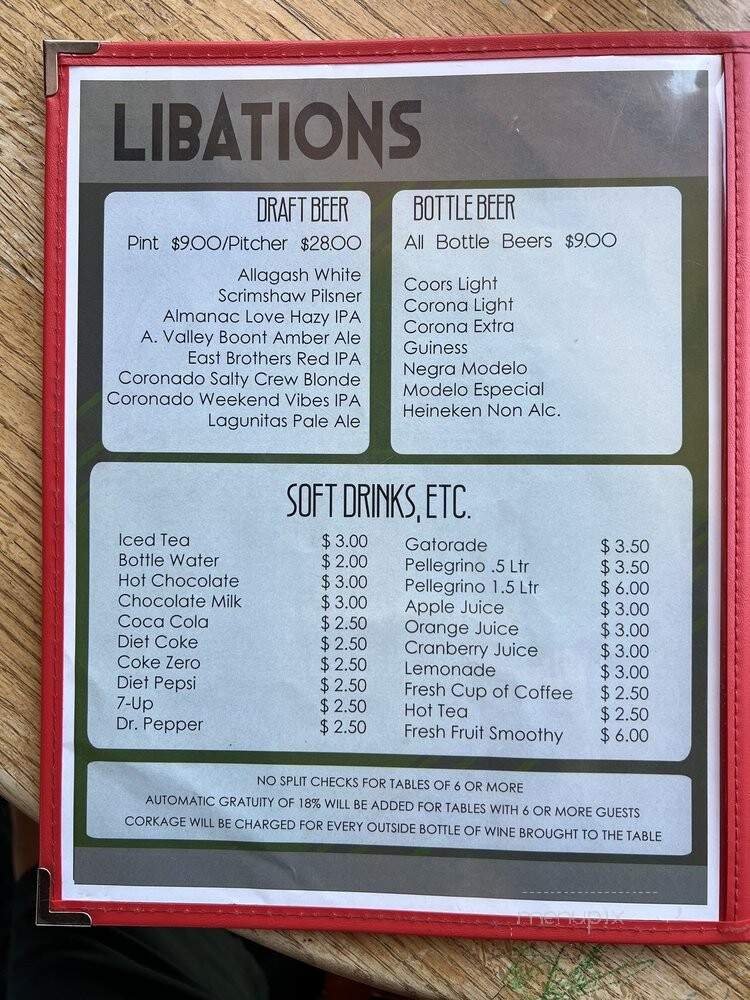 LIBATIONS
DRAFT BEER
Pint $9.00/Pitcher $28.00
Allagash White
Scrimshaw Pilsner
Almanac Love Hazy IPA
A. Valley Boont Amber Ale
East Brothers Red IPA
Coronado Salty Crew Blonde
Coronado Weekend Vibes IPA
Lagunitas Pale Ale
BOTTLE BEER
All Bottle Beers $9.00
Coors Light
Corona Light
Corona Extra
Guiness
Negra Modelo
Modelo Especial
Heineken Non Alc.
SOFT DRINKS, ETC.
Iced Tea $ 3.00
Bottle Water $ 2.00
Hot Chocolate $ 3.00
Chocolate Milk $ 3.00
Coca Cola $ 2.50
Diet Coke $ 2.50
Coke Zero $ 2.50
Diet Pepsi $ 2.50
7-Up $ 2.50
Dr. Pepper $ 2.50
Gatorade $ 3.50
Pellegrino .5 Ltr $ 3.50
Pellegrino 1.5 Ltr $ 6.00
Apple Juice $ 3.00
Orange Juice $ 3.00
Cranberry Juice $ 3.00
Lemonade $ 3.00
Fresh Cup of Coffee $ 2.50
Hot Tea $ 2.50
Fresh Fruit Smoothy $ 6.00
NO SPLIT CHECKS FOR TABLES OF 6 OR MORE
AUTOMATIC GRATUITY OF 18% WILL BE ADDED FOR TABLES WITH 6 OR MORE GUESTS
CORKAGE WILL BE CHARGED FOR EVERY OUTSIDE BOTTLE OF WINE BROUGHT TO THE TABLE
menupix